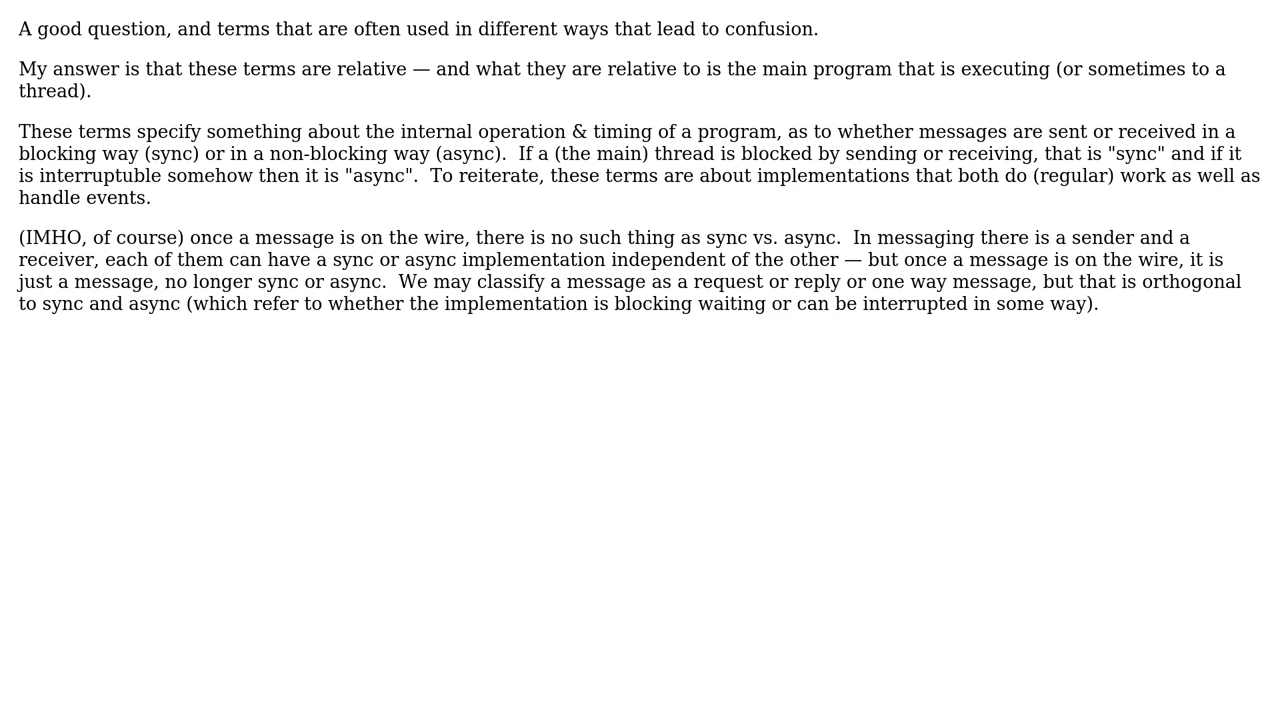 A good question, and terms that are often used in different ways that lead to confusion.
My answer is that these terms are relative — and what they are relative to is the main program that is executing (or sometimes to a
thread).
These terms specify something about the internal operation & timing of a program, as to whether messages are sent or received in a
blocking way (sync) or in a non-blocking way (async).  If a (the main) thread is blocked by sending or receiving, that is "sync" and if it
is interruptuble somehow then it is "async".  To reiterate, these terms are about implementations that both do (regular) work as well as
handle events.
(IMHO, of course) once a message is on the wire, there is no such thing as sync vs. async.  In messaging there is a sender and a
receiver, each of them can have a sync or async implementation independent of the other — but once a message is on the wire, it is
just a message, no longer sync or async.  We may classify a message as a request or reply or one way message, but that is orthogonal
to sync and async (which refer to whether the implementation is blocking waiting or can be interrupted in some way).